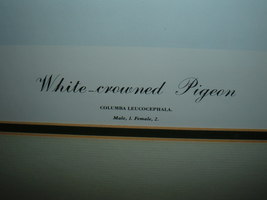 White-crowned Pigeon
COLUMBA LEUCOCEPHALA.
Male, 1. Female, 2.